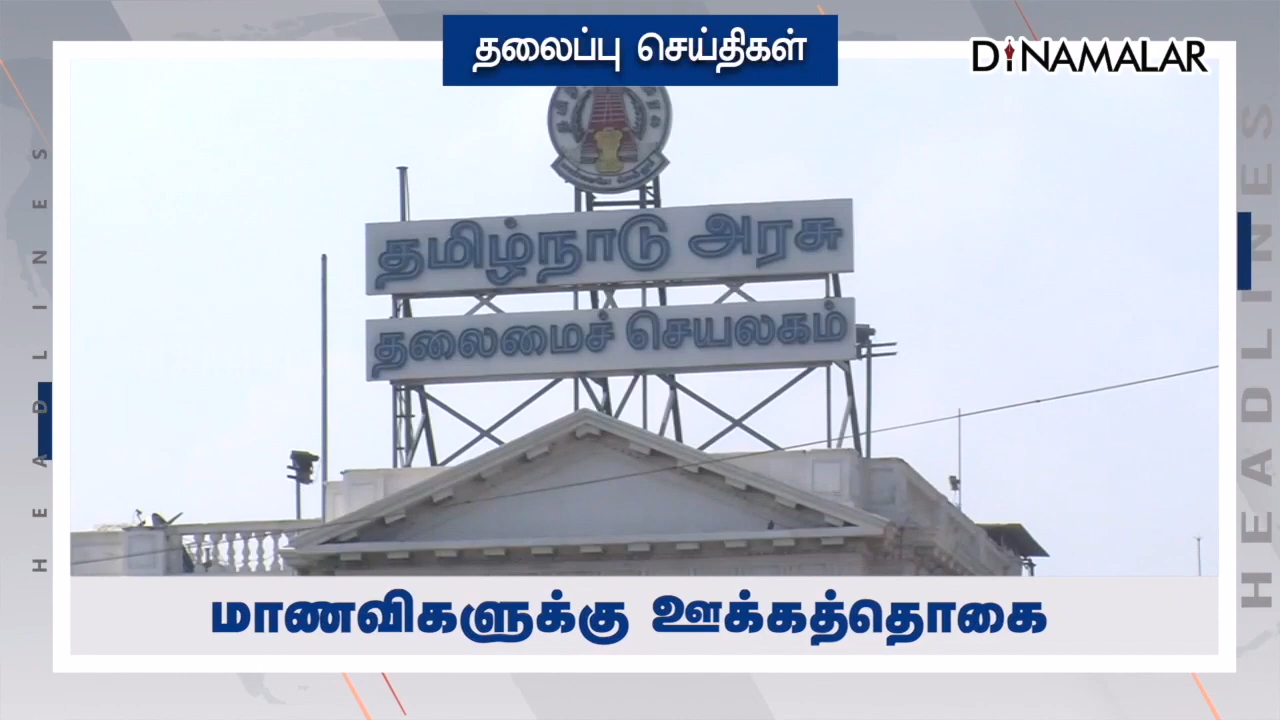 தலைப்பு செய்திகள்
DINAMALAR
தமிழ்நாடு அரசு
தலைமைச் செயலகம்
மாணவிகளுக்கு ஊக்கத்தொகை
HEADLINES
HEADLINES